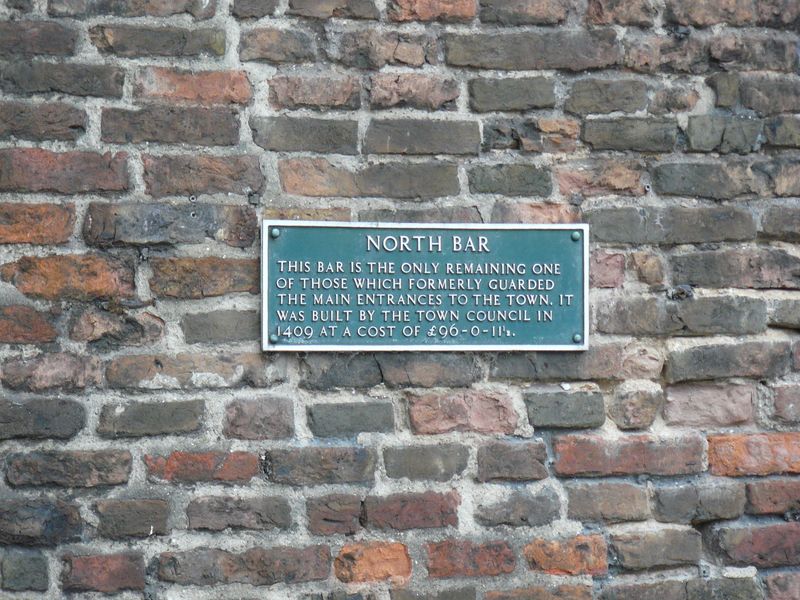 NORTH BAR
THIS BAR IS THE ONLY REMAINING ONE
OF THOSE WHICH FORMERLY GUARDED
THE MAIN ENTRANCES TO THE TOWN. IT
WAS BUILT BY THE TOWN COUNCIL IN
1409 AT A COST OF £96-0-11½.